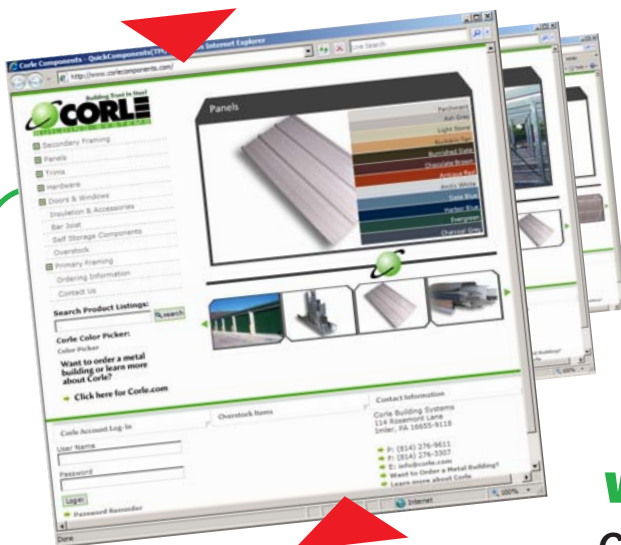 Corle Components - QuickComponents(TM)
Internet Explorer
http://www.corlecomponents.com/
Live Search
Building Trust In Steel
CORLE
BUILDING SYSTEMS
Secondary Framing
Panels
Trims
Hardware
Doors & Windows
Insulation & Accessories
Bar Joist
Self Storage Components
Overstock
Primary Framing
Ordering Information
Contact Us
Search Product Listings:
search
Corle Color Picker:
Color Picker
Want to order a metal
building or learn more
about Corle?
Click here for Corle.com
Panels
Parchment
Ash Grey
Light Stone
Buckskin Tan
Burnished Slate
Chocolate Brown
Antique Red
Arctic White
Slate Blue
Harbor Blue
Evergreen
Charcoal Grey
Corle Account Log-In
User Name
Password
Login
Password Reminder
Overstock Items
Contact Information
Corle Building Systems
114 Rosemont Lane
Imler, PA 16655-9118
P: (814) 276-9611
F: (814) 276-3307
E: info@corle.com
Want to Order a Metal Building?
Learn more about Corle
Done
Internet
100%